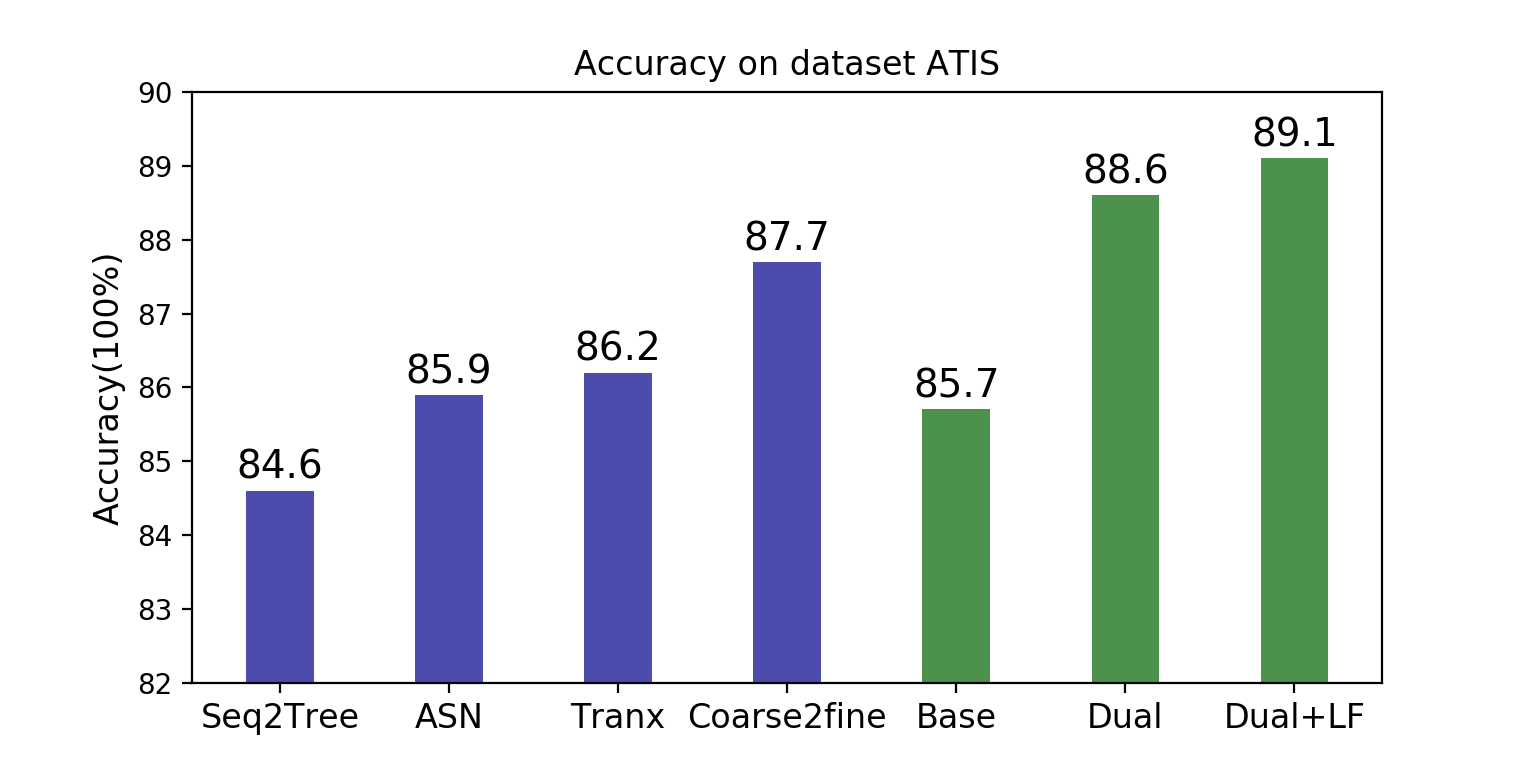 Accuracy on dataset ATIS
Accuracy(100%)
90
89
88
87
86
85
84
83
82
84.6
85.9
86.2
87.7
85.7
88.6
89.1
Seq2Tree
ASN
Tranx
Coarse2fine
Base
Dual
Dual+LF